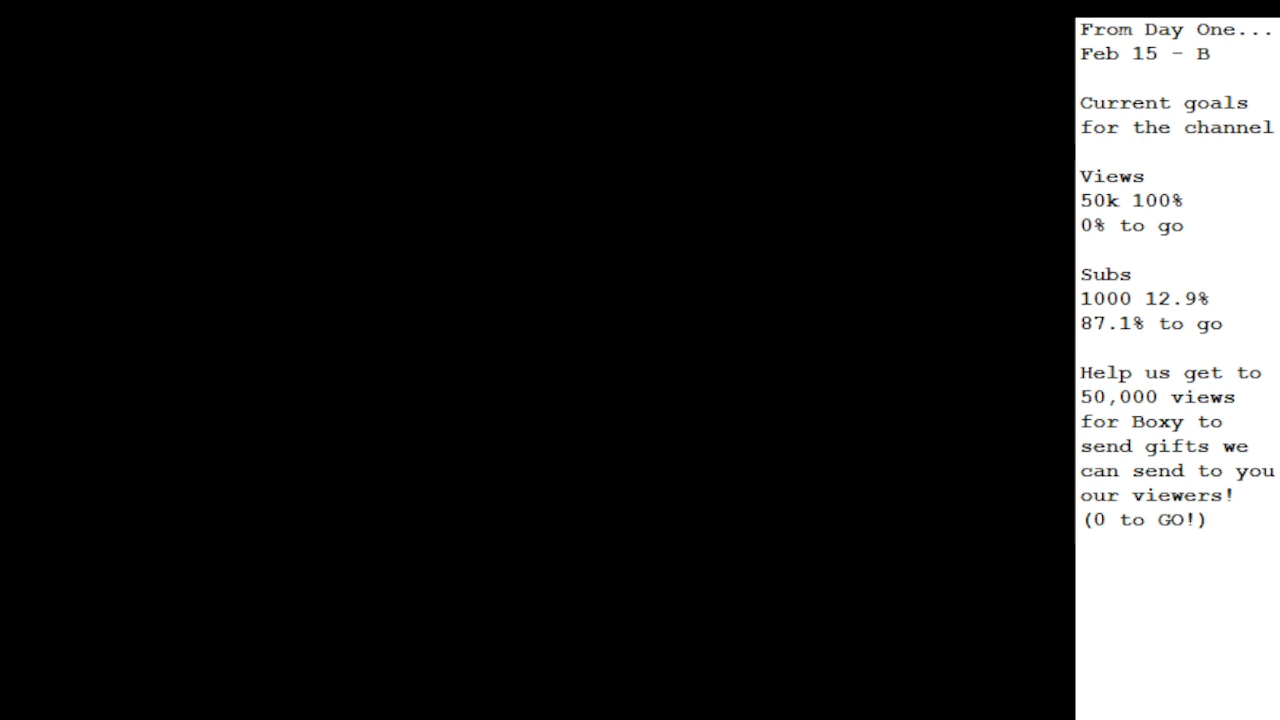 From Day One...
Feb 15 - B
Current goals
for the channel
Views
50k 100%
0% to go
Subs
1000 12.9%
87.1% to go
Help us get to
50,000 views
for Boxy to
send gifts we
can send to you
our viewers!
(0 to GO!)